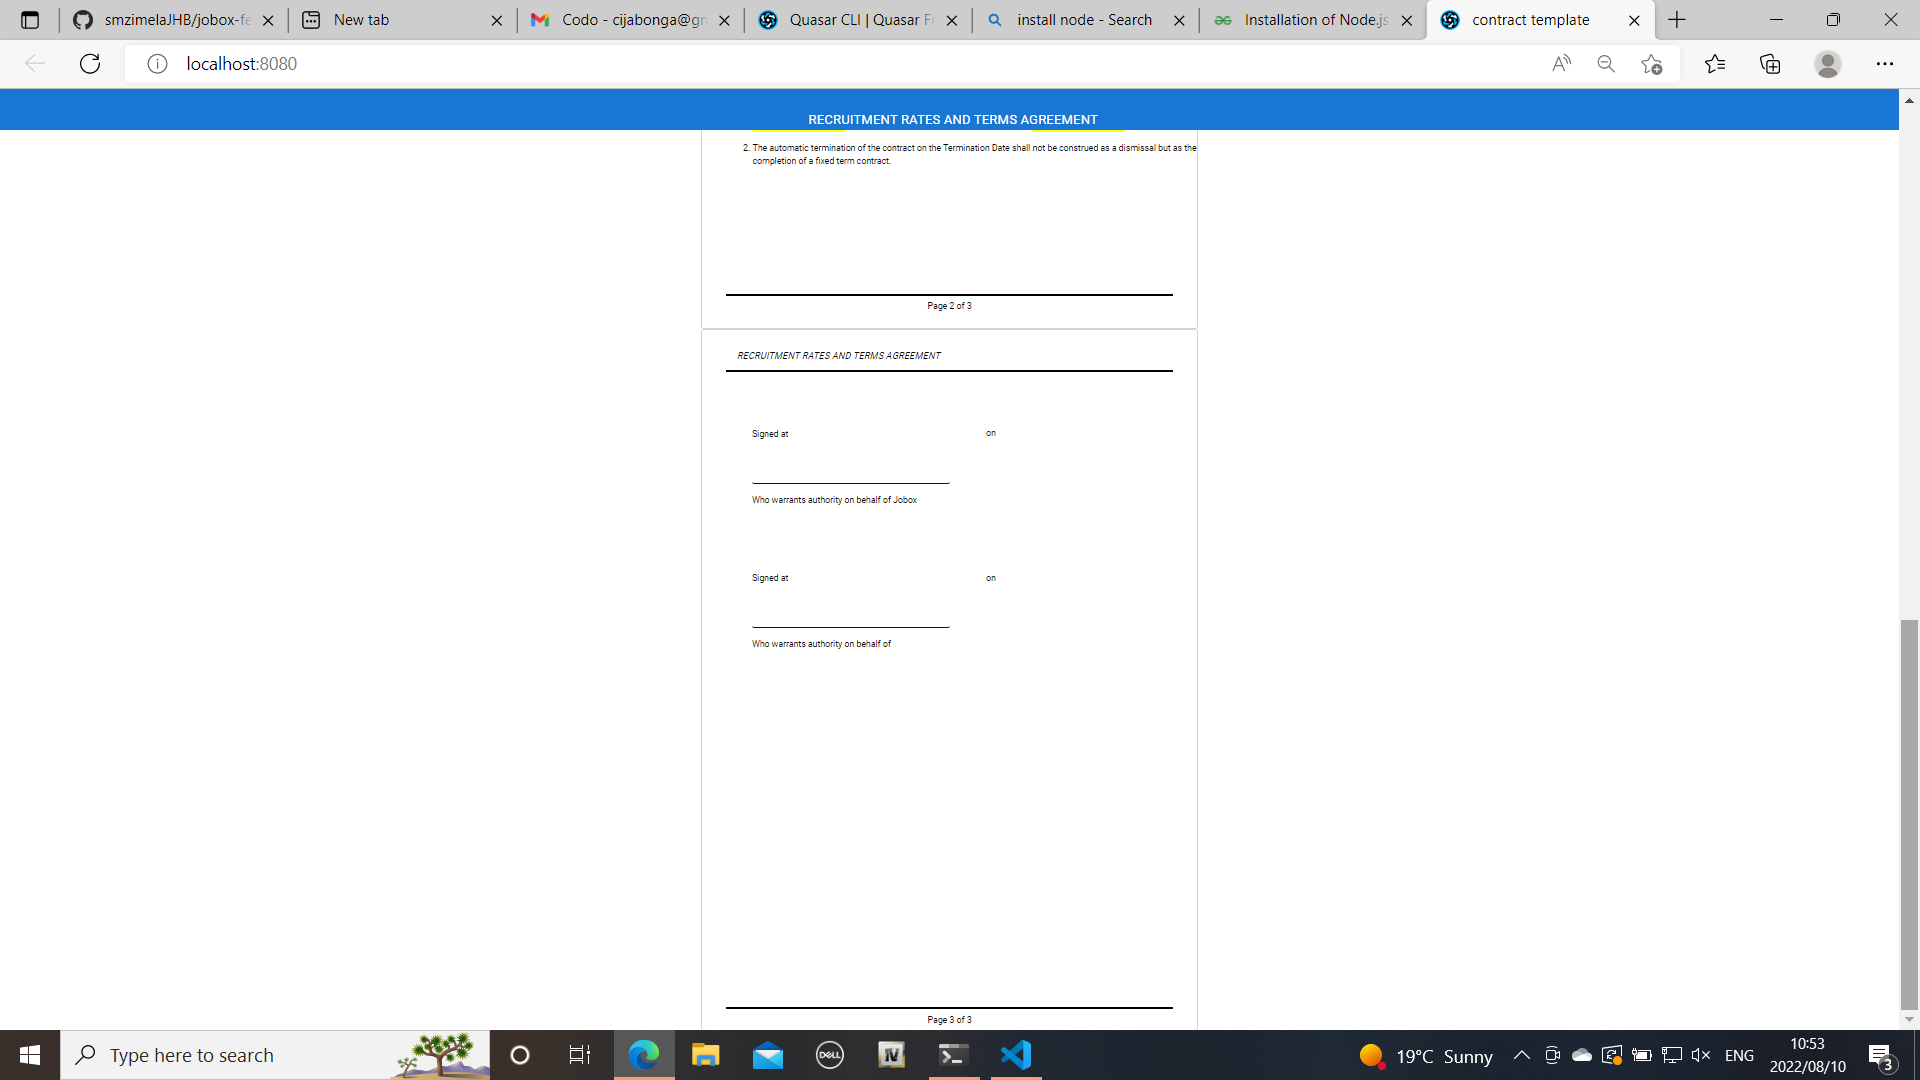 smzimelaJHB/jobox-fe
New tab
Codo - cijabonga@gm
Quasar CLI | Quasar Fr
install node - Search
Installation of Node.js
contract template
localhost:8080
RECRUITMENT RATES AND TERMS AGREEMENT
2. The automatic termination of the contract on the Termination Date shall not be construed as a dismissal but as the
completion of a fixed term contract.
Page 2 of 3
RECRUITMENT RATES AND TERMS AGREEMENT
Signed at on
Who warrants authority on behalf of Jobox
Signed at on
Who warrants authority on behalf of
Page 3 of 3
Type here to search
DELL
19°C Sunny
ENG
10:53
2022/08/10
3